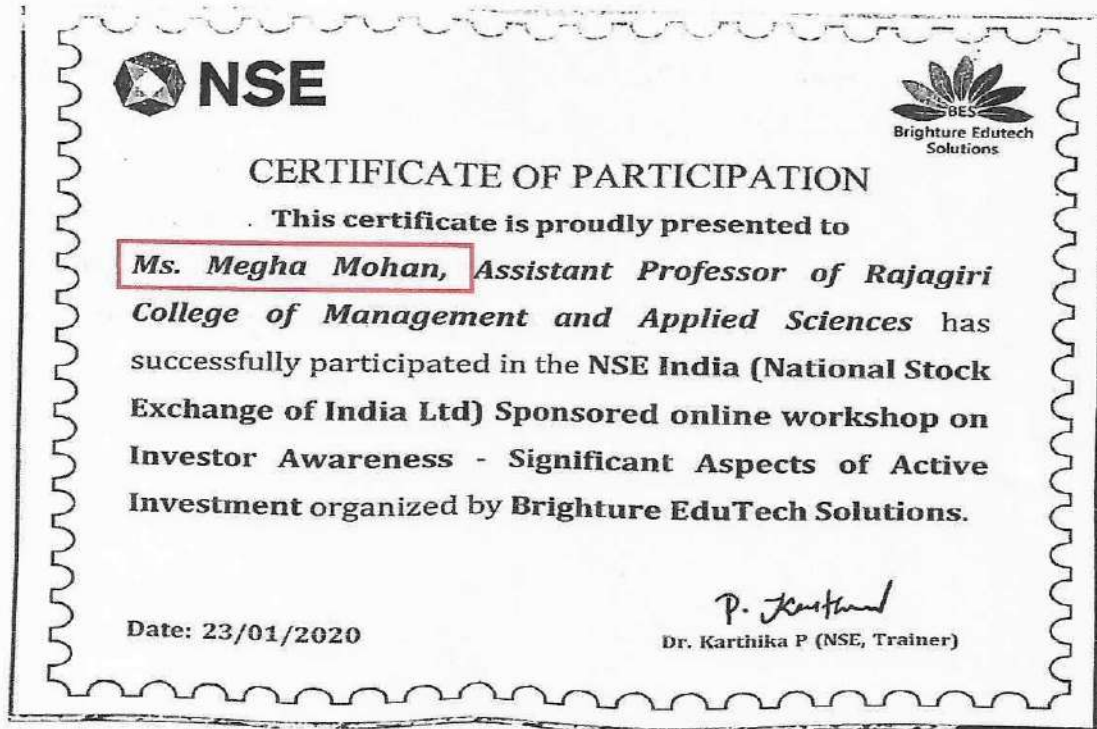 NSE
BES
Brighture Edutech
Solutions
CERTIFICATE OF PARTICIPATION
This certificate is proudly presented to
Ms. Megha Mohan, Assistant Professor of Rajagiri
College of Management and Applied Sciences has
successfully participated in the NSE India (National Stock
Exchange of India Ltd) Sponsored online workshop on
Investor Awareness - Significant Aspects of Active
Investment organized by Brighture EduTech Solutions.
P. 
Date: 23/01/2020
Dr. Karthika P (NSE, Trainer)